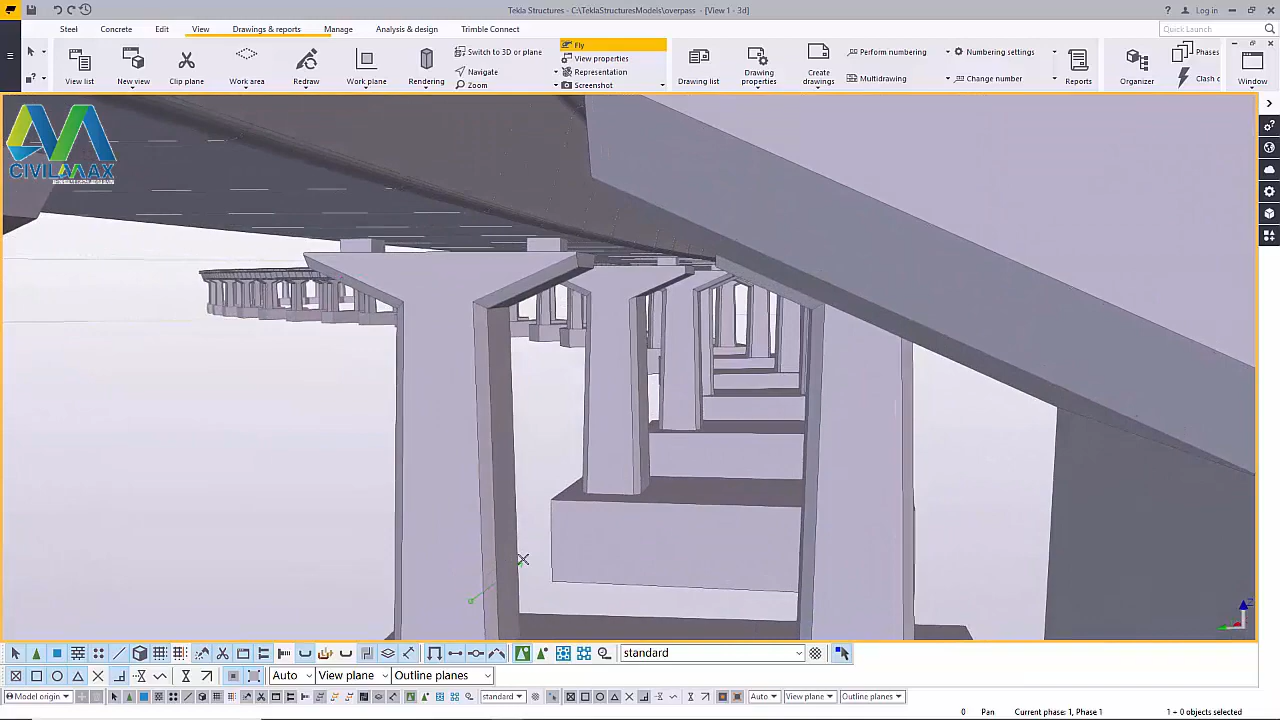 Tekla Structures - C:\TeklaStructuresModels\overpass - [View 1 - 3d]
Log in
Steel
Concrete
Edit
View
Drawings & reports
Manage
Analysis & design
Trimble Connect
Quick Launch
View list
New view
Clip plane
Work area
Redraw
Work plane
Rendering
Switch to 3D or plane
Navigate
Zoom
Fly
View properties
Representation
Screenshot
Drawing list
Drawing properties
Create drawings
Perform numbering
Multidrawing
Numbering settings
Change number
Reports
Organizer
Phases
Clash c
Window
CIVILMAX
standard
Auto
View plane
Outline planes
Model origin
standard
Auto
View plane
Outline planes
0
Pan
Current phase: 1, Phase 1
1 + 0 objects selected